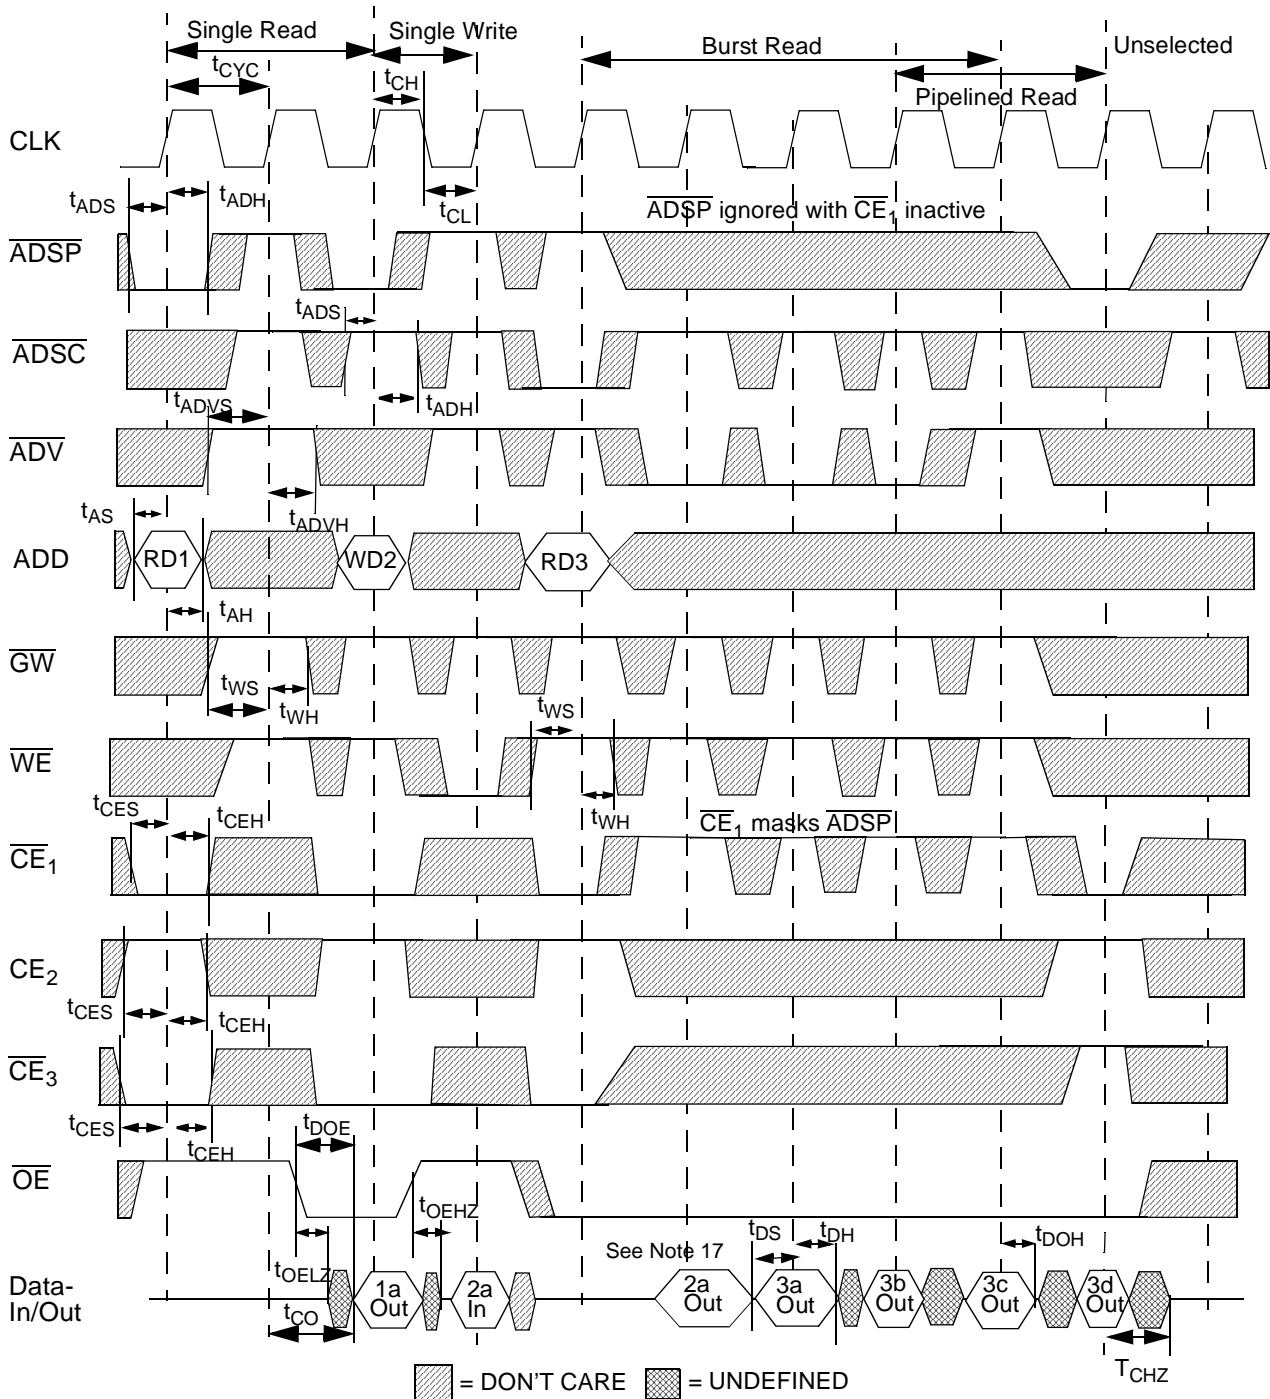 Single Read
Single Write
Burst Read
Unselected
tCYC
tCH
Pipelined Read
CLK
tADS
tADH
tCL
ADSP ignored with CE1 inactive
ADSP
tADS
ADSC
tADVS
tADH
ADV
tAS
tADVH
ADD
RD1
WD2
RD3
tAH
GW
tWS
tWH
tWS
WE
tCES
tCEH
tWH
CE1 masks ADSP
CE1
CE2
tCES
tCEH
CE3
tCES
tCEH
tDOE
OE
tOEHZ
See Note 17
tDS
tDH
tDOH
tOELZ
Data-
In/Out
1a
Out
2a
In
2a
Out
3a
Out
3b
Out
3c
Out
3d
Out
tCO
TCHZ
= DON'T CARE
= UNDEFINED